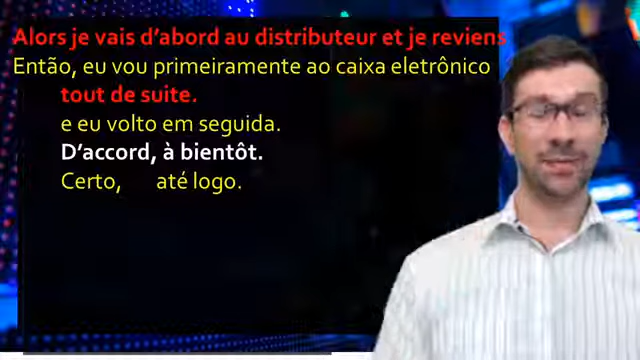 Alors je vais d’abord au distributeur et je reviens
Então, eu vou primeiramente ao caixa eletrônico
tout de suite.
e eu volto em seguida.
D’accord, à bientôt.
Certo, até logo.